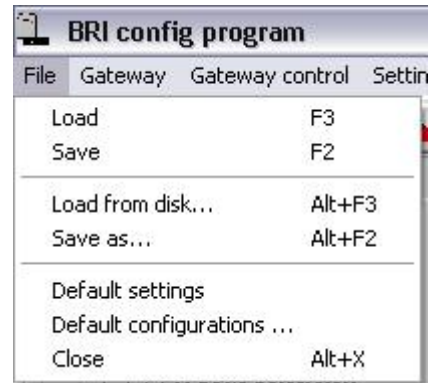 BRI config program
File Gateway Gateway control Settin
Load F3
Save F2
Load from disk... Alt+F3
Save as... Alt+F2
Default settings
Default configurations ...
Close Alt+X